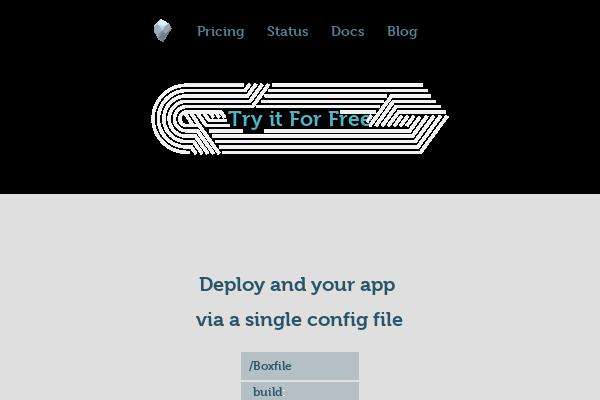 Pricing Status Docs Blog
Try it For Free
Deploy and your app
via a single config file
/Boxfile
build